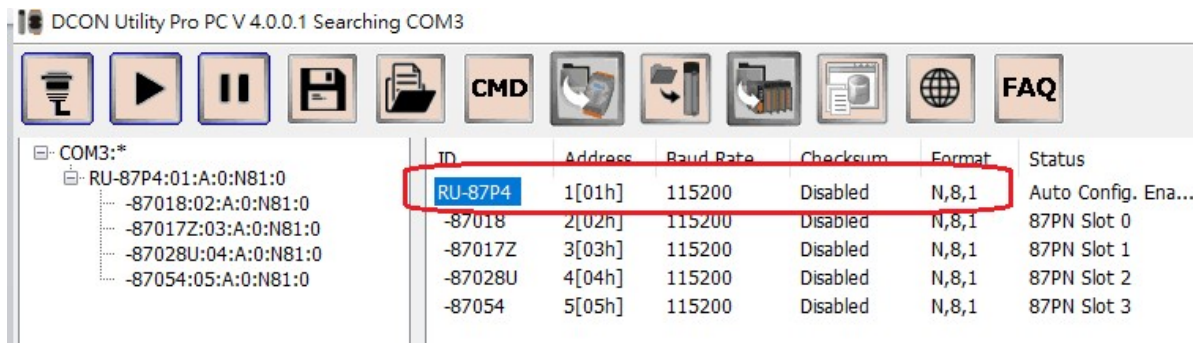 DCON Utility Pro PC V 4.0.0.1 Searching COM3
CMD FAQ
COM3:*
RU-87P4:01:A:0:N81:0
-87018:02:A:0:N81:0
-87017Z:03:A:0:N81:0
-87028U:04:A:0:N81:0
-87054:05:A:0:N81:0
ID Address Baud Rate Checksum Format Status
RU-87P4 1[01h] 115200 Disabled N,8,1 Auto Config. Ena...
-87018 2[02h] 115200 Disabled N,8,1 87PN Slot 0
-87017Z 3[03h] 115200 Disabled N,8,1 87PN Slot 1
-87028U 4[04h] 115200 Disabled N,8,1 87PN Slot 2
-87054 5[05h] 115200 Disabled N,8,1 87PN Slot 3